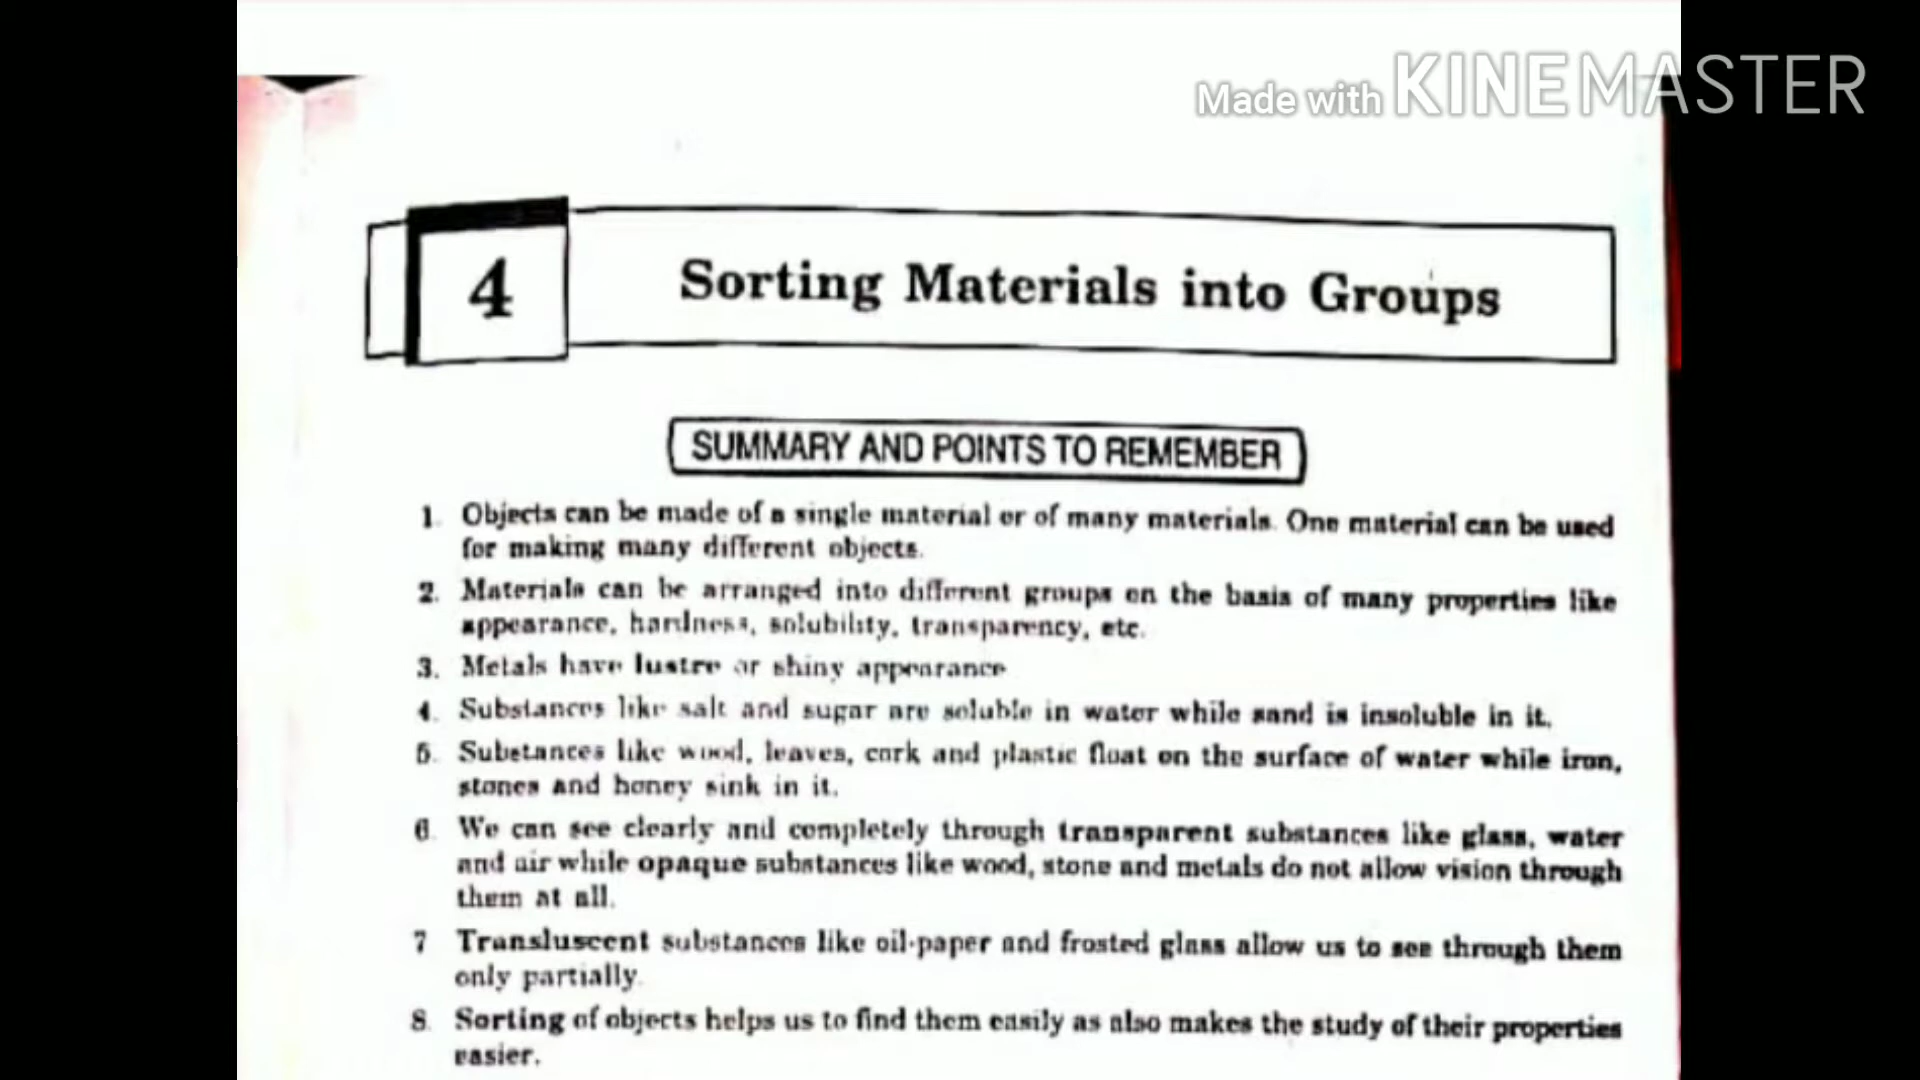 Made with KINEMASTER
4
Sorting Materials into Groups
SUMMARY AND POINTS TO REMEMBER
1. Objects can be made of a single material or of many materials. One material can be used
for making many different objects.
2. Materials can be arranged into different groups on the basis of many properties like
appearance, hardness, solubility, transparency, etc.
3. Metals have lustre or shiny appearance
4. Substances like salt and sugar are soluble in water while sand is insoluble in it.
5. Substances like wood, leaves, cork and plastic float on the surface of water while iron,
stones and honey sink in it.
6. We can see clearly and completely through transparent substances like glass, water
and air while opaque substances like wood, stone and metals do not allow vision through
them at all.
7 Transluscent substances like oil-paper and frosted glass allow us to see through them
only partially.
8. Sorting of objects helps us to find them easily as also makes the study of their properties
easier.